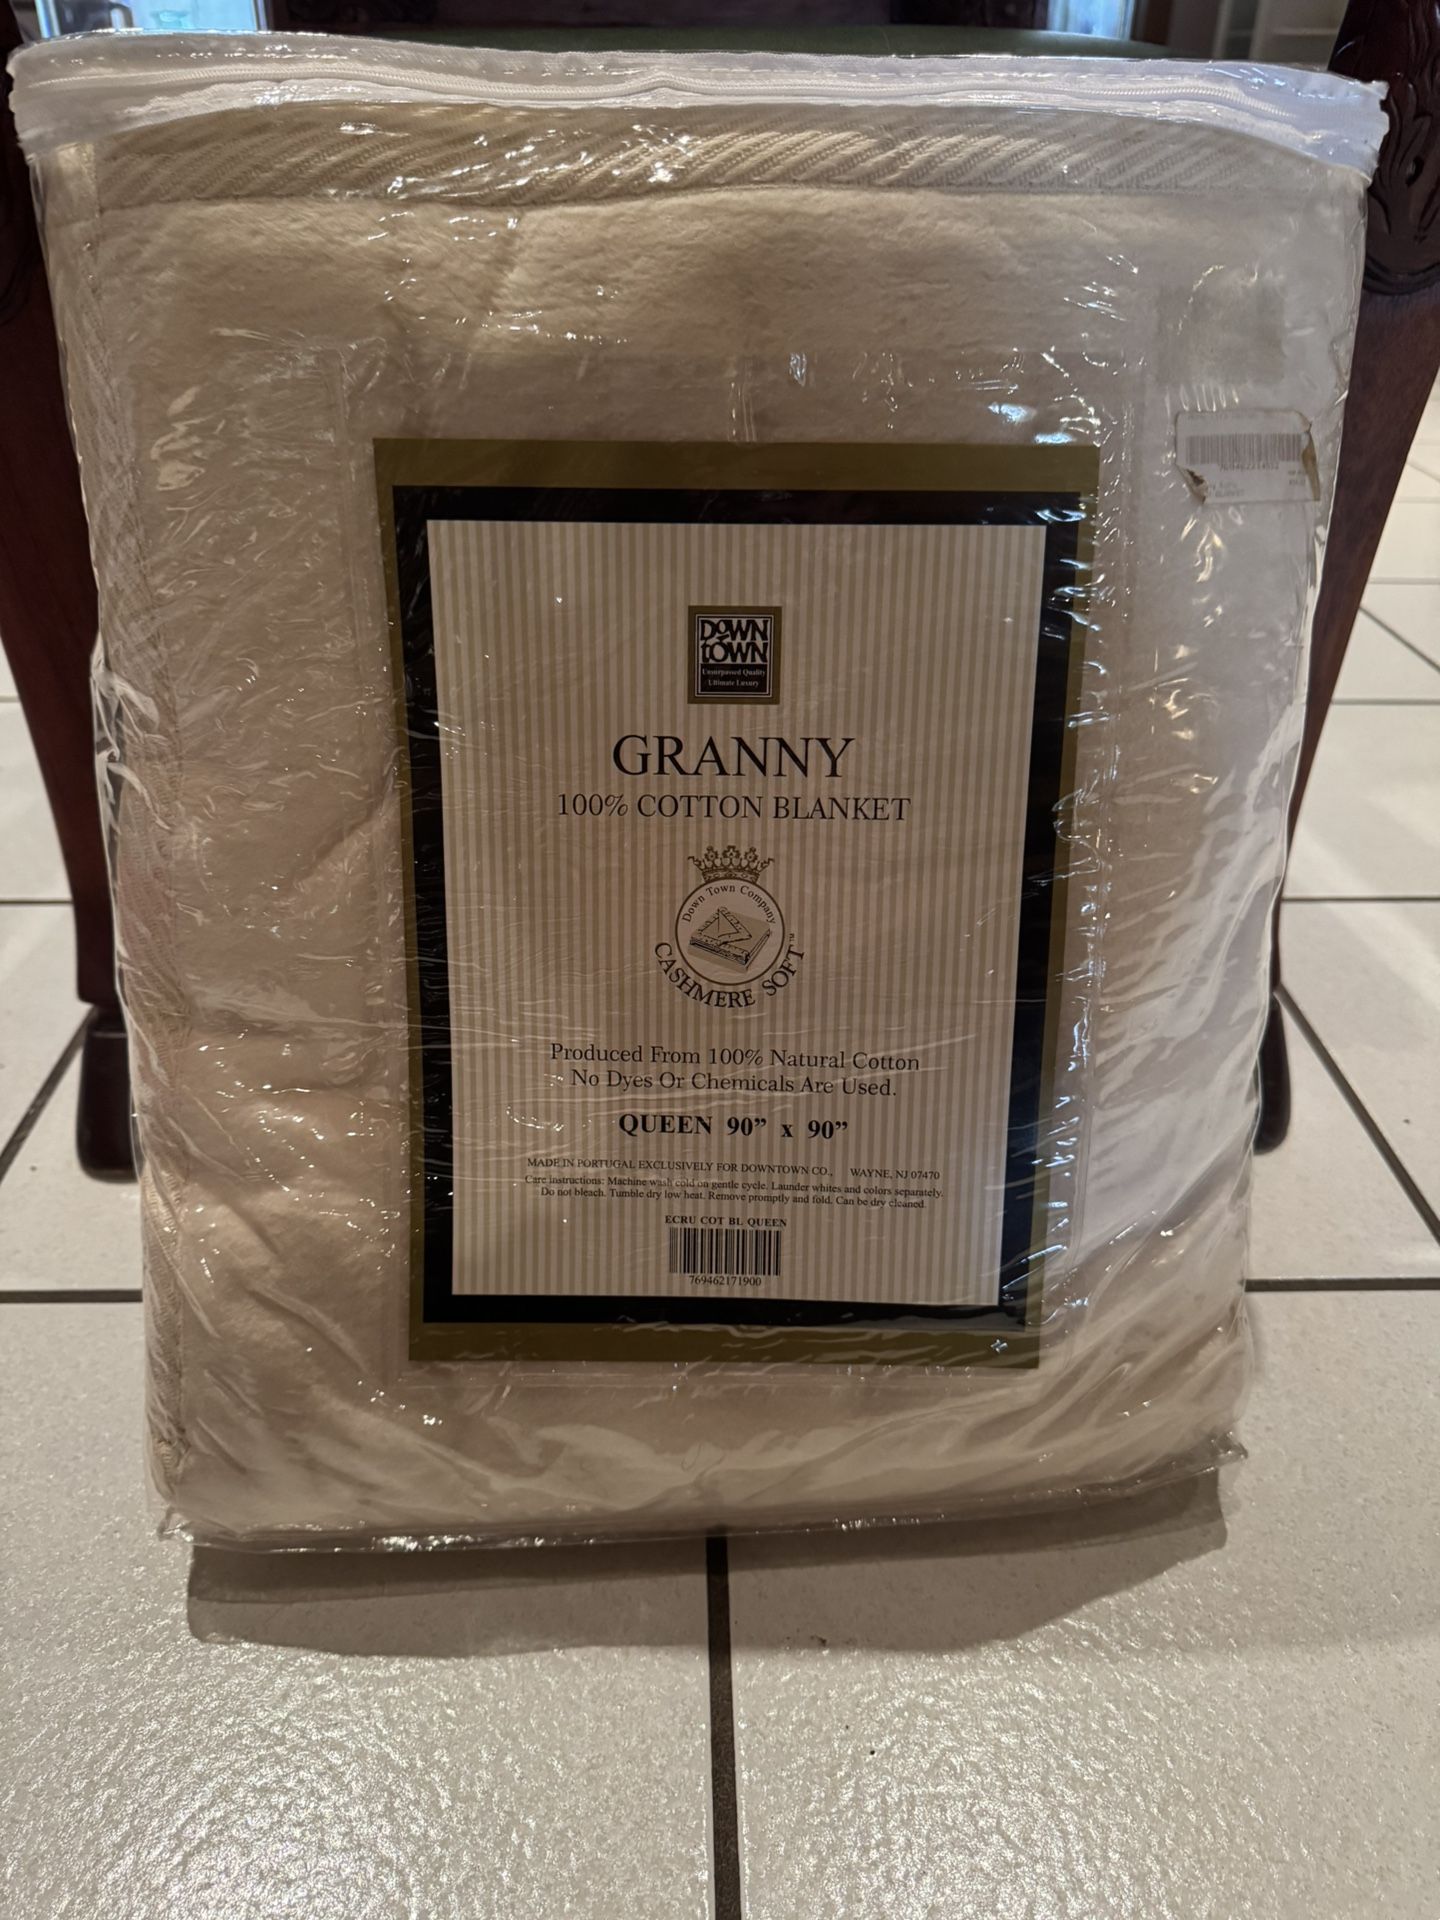 DOWN
TOWN
Unsurpassed Quality
Ultimate Luxury
GRANNY
100% COTTON BLANKET
Down Town Company
CASHMERE SOFT™
Produced From 100% Natural Cotton
No Dyes Or Chemicals Are Used.
QUEEN 90” x 90”
MADE IN PORTUGAL EXCLUSIVELY FOR DOWNTOWN CO., WAYNE, NJ 07470
Care instructions: Machine wash cold on gentle cycle. Launder whites and colors separately.
Do not bleach. Tumble dry low heat. Remove promptly and fold. Can be dry cleaned.
ECRU COT BL QUEEN
769462171900